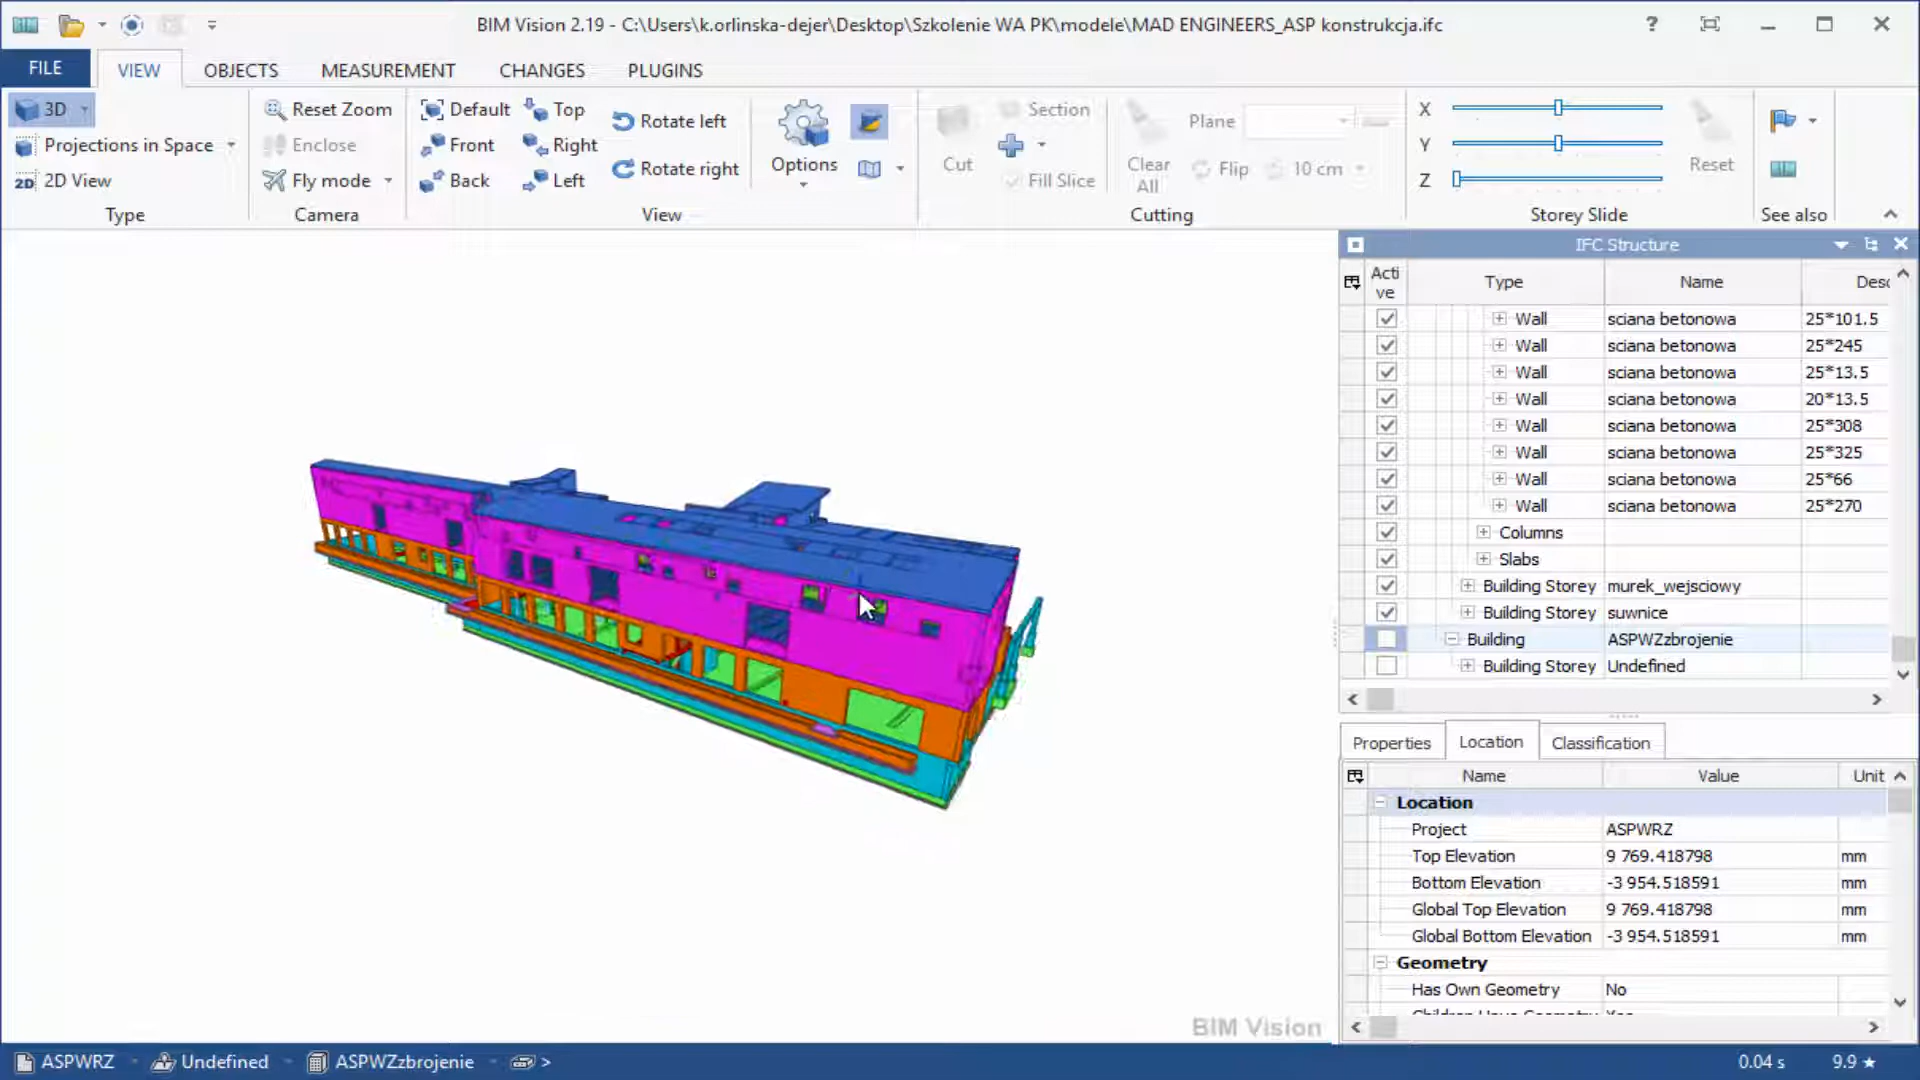 BIM Vision 2.19 - C:\Users\k.orlinska-dejer\Desktop\Szkolenie WA PK\modele\MAD ENGINEERS_ASP konstrukcja.ifc
FILE VIEW OBJECTS MEASUREMENT CHANGES PLUGINS
3D
Projections in Space
2D 2D View
Type
Reset Zoom
Enclose
Fly mode
Camera
Default Top
Front Right
Back Left
Rotate left
Rotate right
Options
View
Cut
Section
Fill Slice
Clear
All
Plane
Flip 10 cm
Cutting
X
Y
Z
Reset
Storey Slide
See also
IFC Structure
Acti
ve
Type Name Desc
Wall sciana betonowa 25*101.5
Wall sciana betonowa 25*245
Wall sciana betonowa 25*13.5
Wall sciana betonowa 20*13.5
Wall sciana betonowa 25*308
Wall sciana betonowa 25*325
Wall sciana betonowa 25*66
Wall sciana betonowa 25*270
Columns
Slabs
Building Storey murek_wejsciowy
Building Storey suwnice
Building ASPWZzbrojenie
Building Storey Undefined
Properties Location Classification
Name Value Unit
Location
Project ASPWRZ
Top Elevation 9 769.418798 mm
Bottom Elevation -3 954.518591 mm
Global Top Elevation 9 769.418798 mm
Global Bottom Elevation -3 954.518591 mm
Geometry
Has Own Geometry No
BIM Vision
ASPWRZ Undefined ASPWZzbrojenie >
0.04 s 9.9